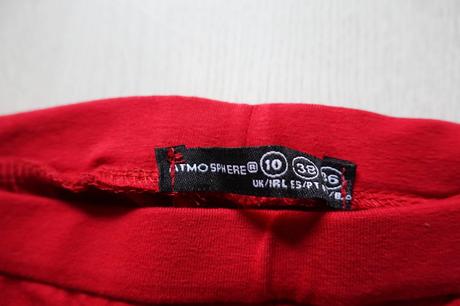 ATMOSPHERE® 10 38 36
UK/IRL ES/PT